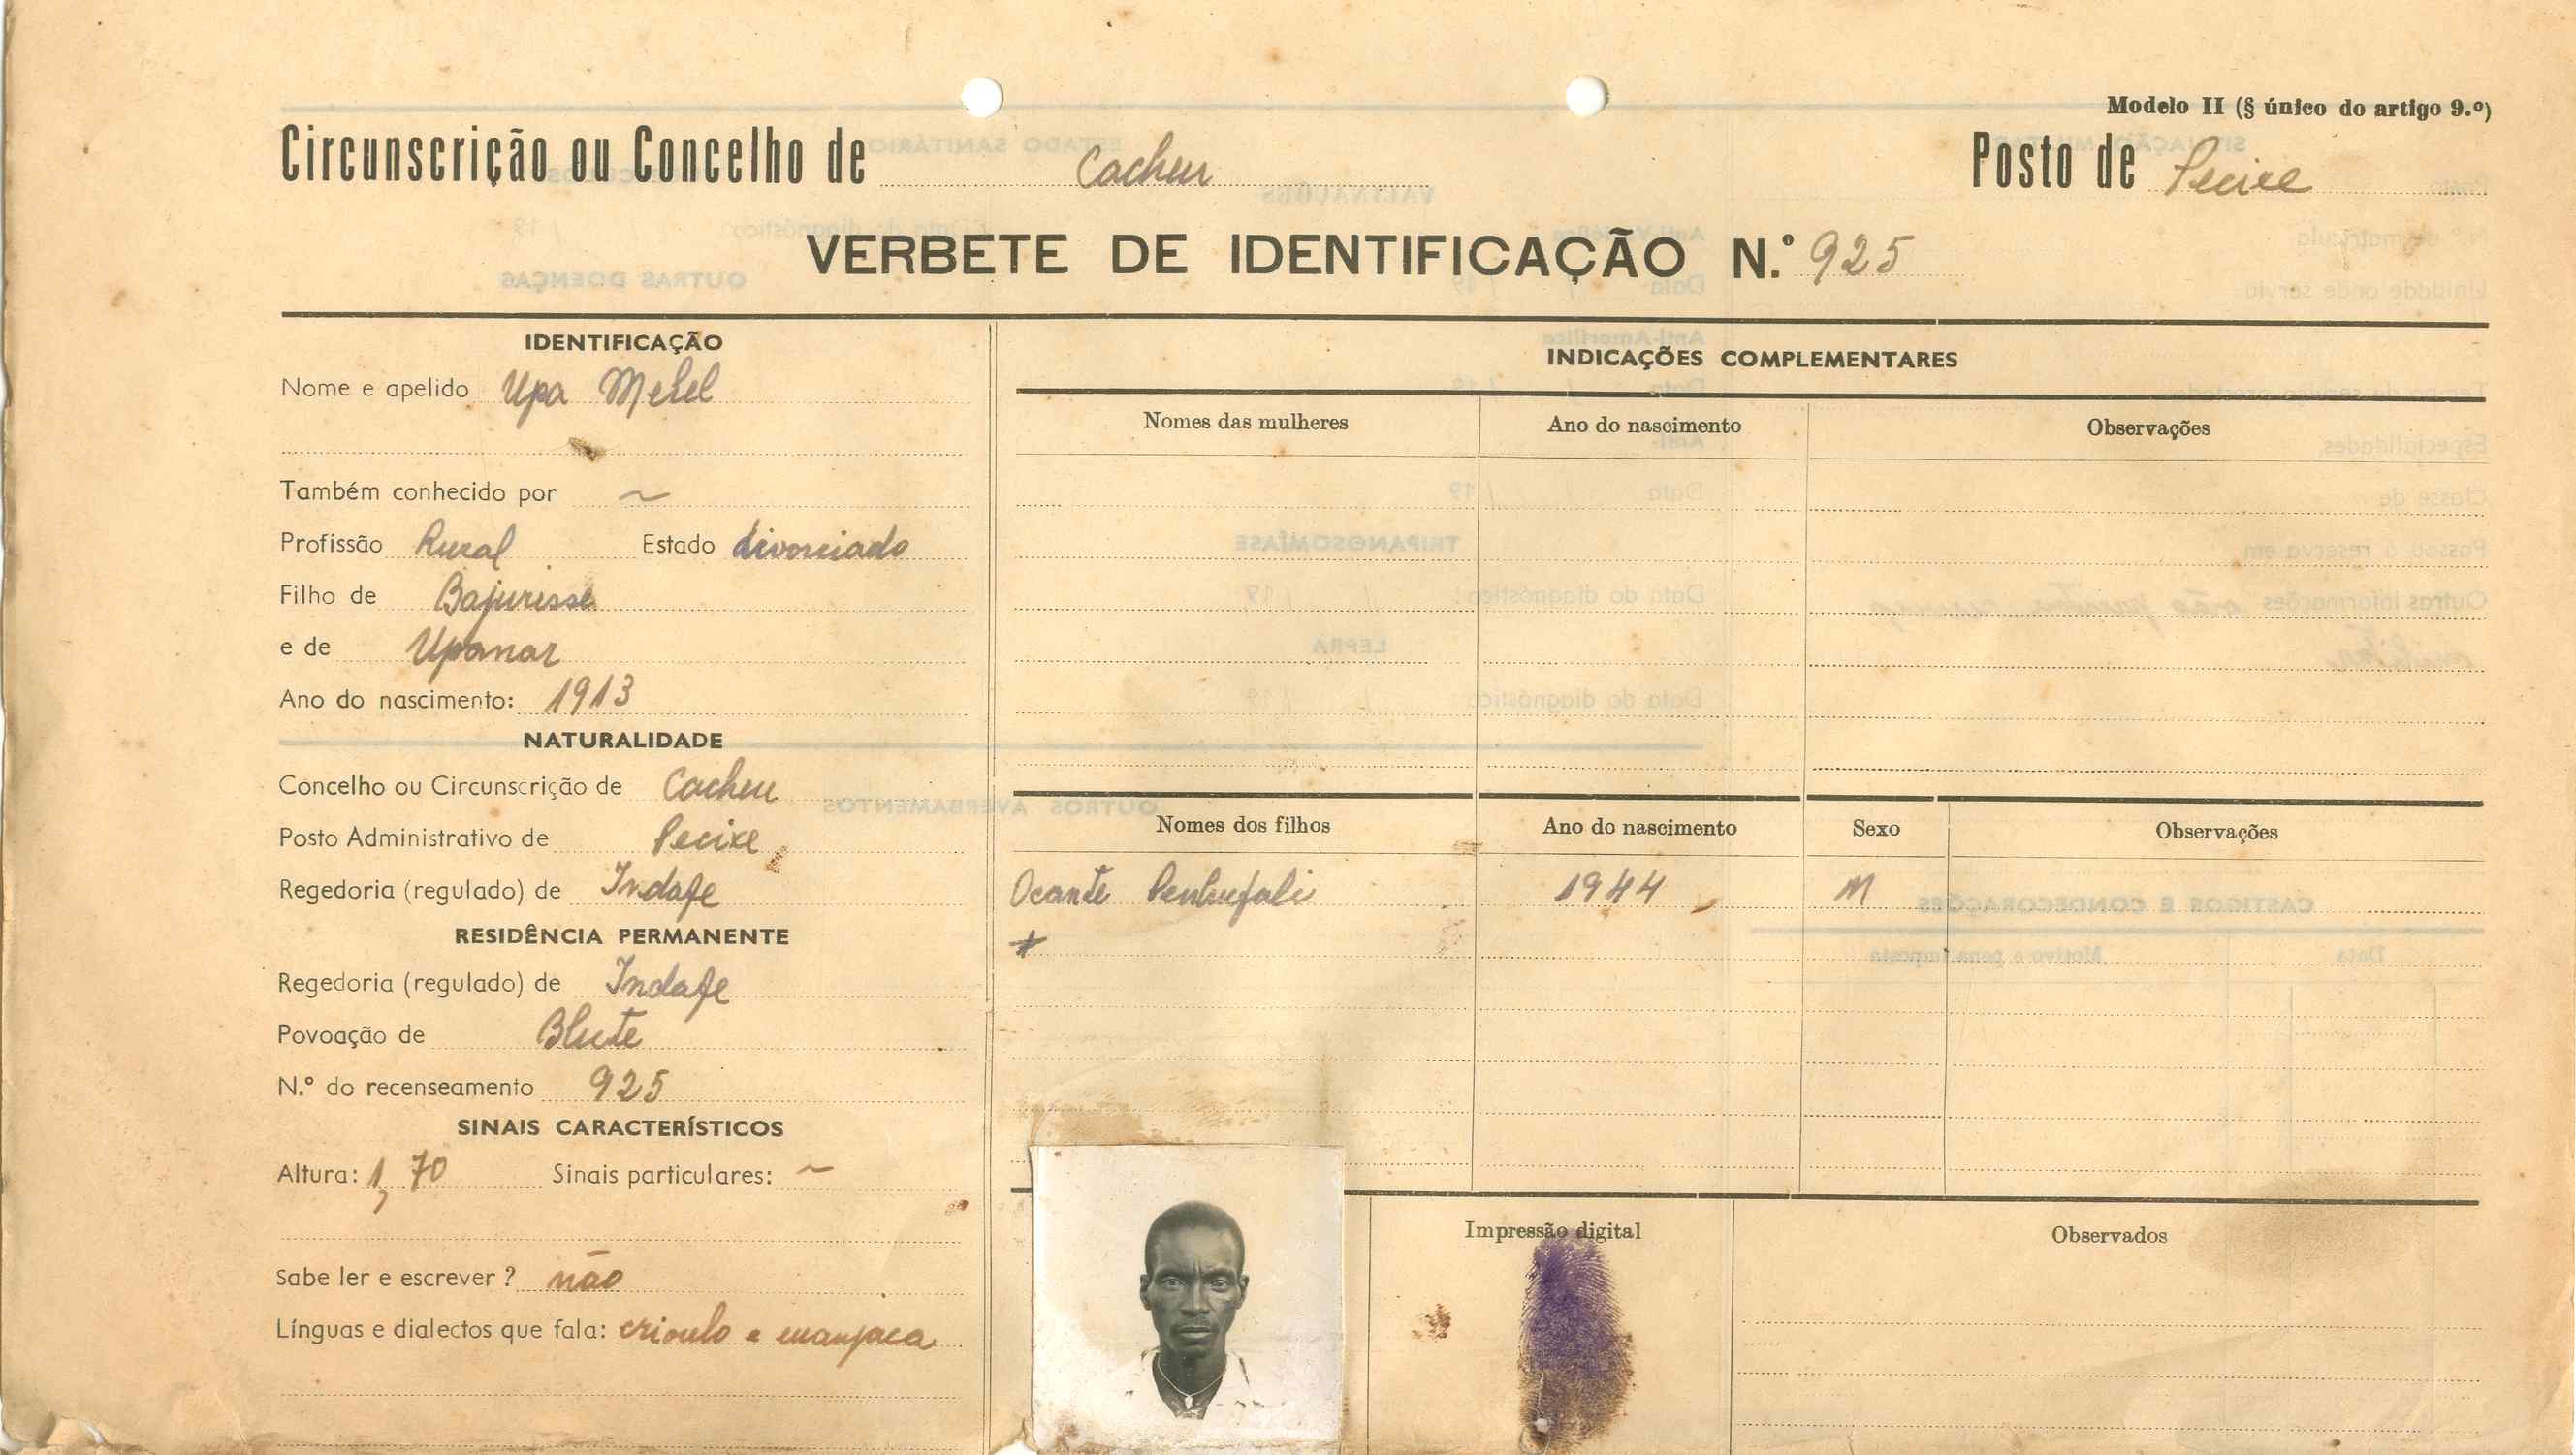 Modelo II (§ único do artigo 9.º)
Circunscrição ou Concelho de Cacheu Posto de Pecixe
VERBETE DE IDENTIFICAÇÃO N.º 925
IDENTIFICAÇÃO
Nome e apelido Upa Mehel
Também conhecido por ~
Profissão Rural Estado divorciado
Filho de Bajurisse
e de Upanar
Ano do nascimento: 1913
NATURALIDADE
Concelho ou Circunscrição de Cacheu
Posto Administrativo de Pecixe
Regedoria (regulado) de Indafe
RESIDÊNCIA PERMANENTE
Regedoria (regulado) de Indafe
Povoação de Blute
N.º do recenseamento 925
SINAIS CARACTERÍSTICOS
Altura: 1,70 Sinais particulares: ~
Sabe ler e escrever? não
Línguas e dialectos que fala: crioulo e manjaca
INDICAÇÕES COMPLEMENTARES
Nomes das mulheres Ano do nascimento Observações
Nomes dos filhos Ano do nascimento Sexo Observações
Ocante 1944 M
Impressão digital Observados